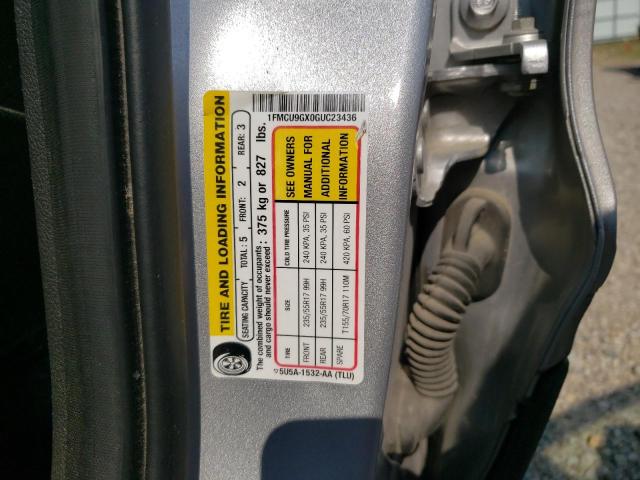 TIRE AND LOADING INFORMATION
SEATING CAPACITY TOTAL: 5 FRONT: 2 REAR: 3
The combined weight of occupants and cargo should never exceed: 375 kg or 827 lbs.
TIRE SIZE COLD TIRE PRESSURE
FRONT 235/55R17 99H 240 KPA, 35 PSI
REAR 235/55R17 99H 240 KPA, 35 PSI
SPARE T155/70R17 110M 420 KPA, 60 PSI
SEE OWNERS
MANUAL FOR
ADDITIONAL
INFORMATION
5U5A-1532-AA (TLU)
1FMCU9GX0GUC23436